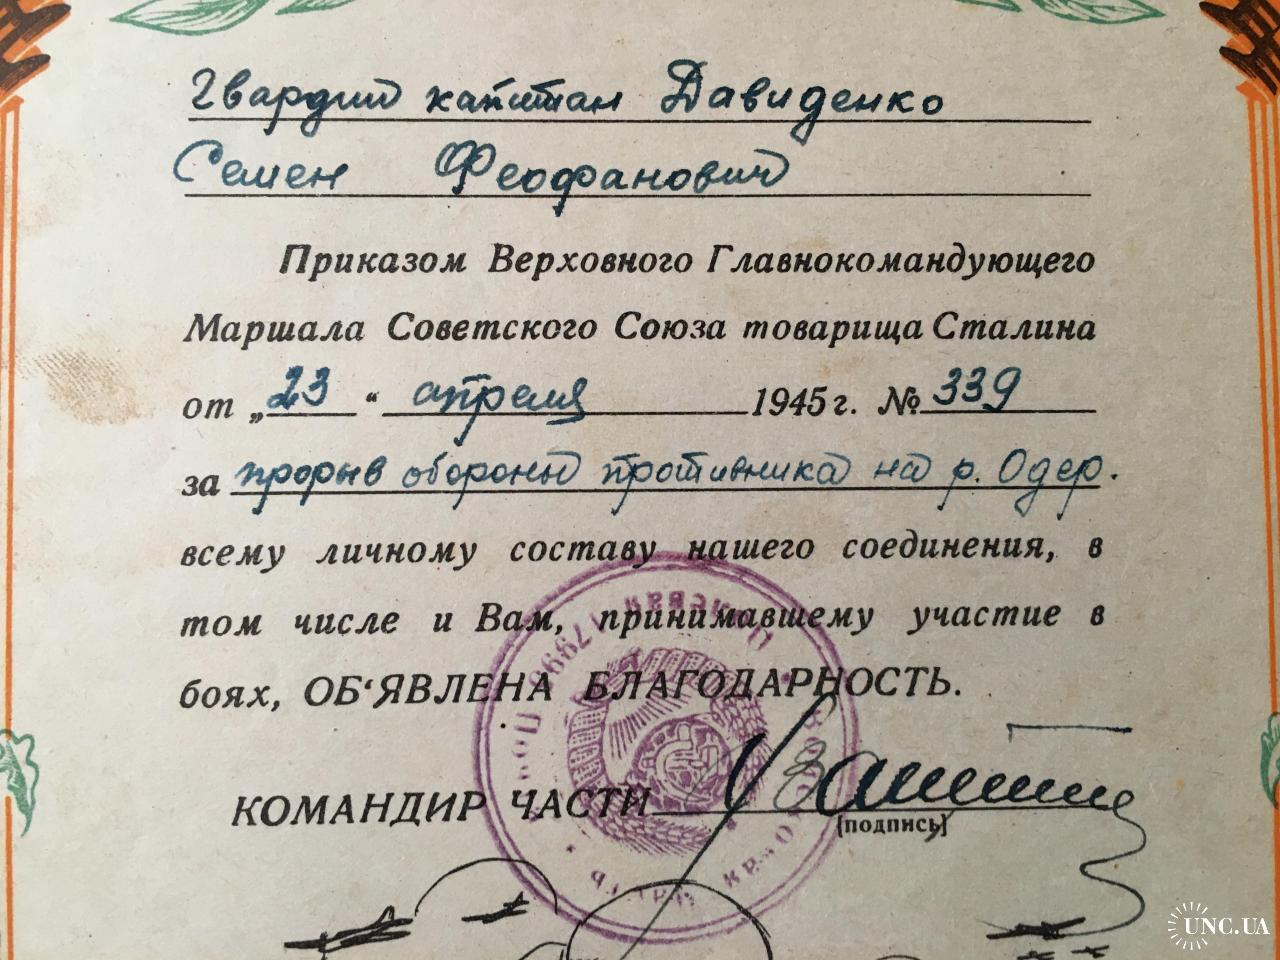 Гвардии капитан Давиденко
Семен Феофанович
Приказом Верховного Главнокомандующего
Маршала Советского Союза товарища Сталина
от „23“ апреля 1945 г. № 339
за прорыв обороны противника на р. Одер.
всему личному составу нашего соединения, в
том числе и Вам, принимавшему участие в
боях, ОБ‘ЯВЛЕНА БЛАГОДАРНОСТЬ.
КОМАНДИР ЧАСТИ
(подпись)
UNC.UA